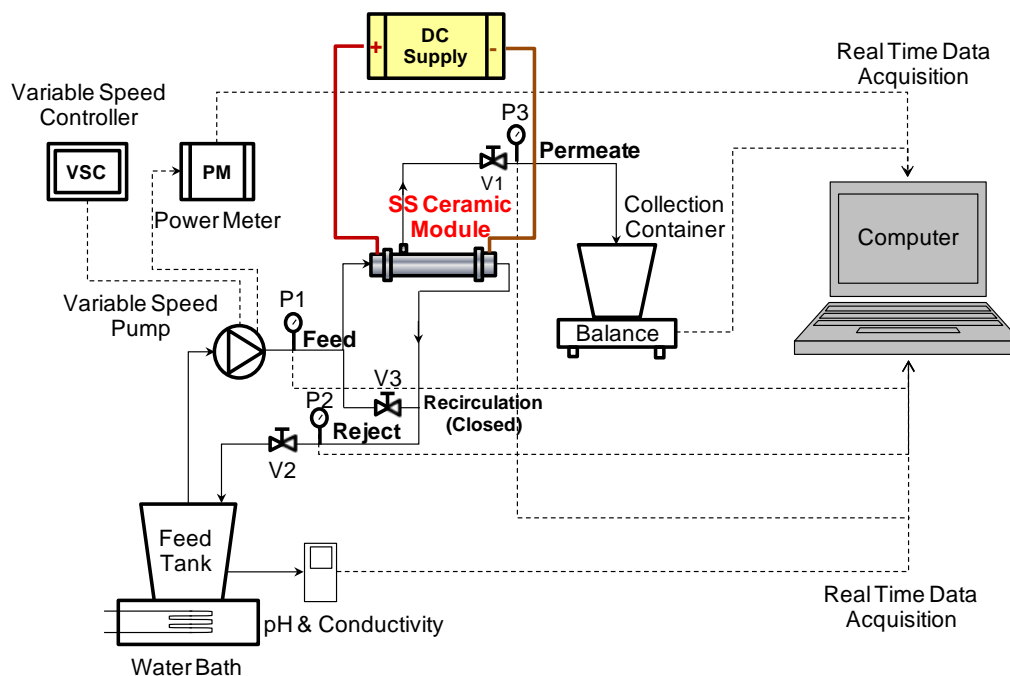 DC
Supply
+
-
Real Time Data
Acquisition
Variable Speed
Controller
VSC
PM
Power Meter
P3
Permeate
V1
SS Ceramic
Module
Collection
Container
Computer
Balance
Variable Speed
Pump
P1
Feed
V3
P2
Recirculation
(Closed)
Reject
V2
Feed
Tank
pH & Conductivity
Water Bath
Real Time Data
Acquisition